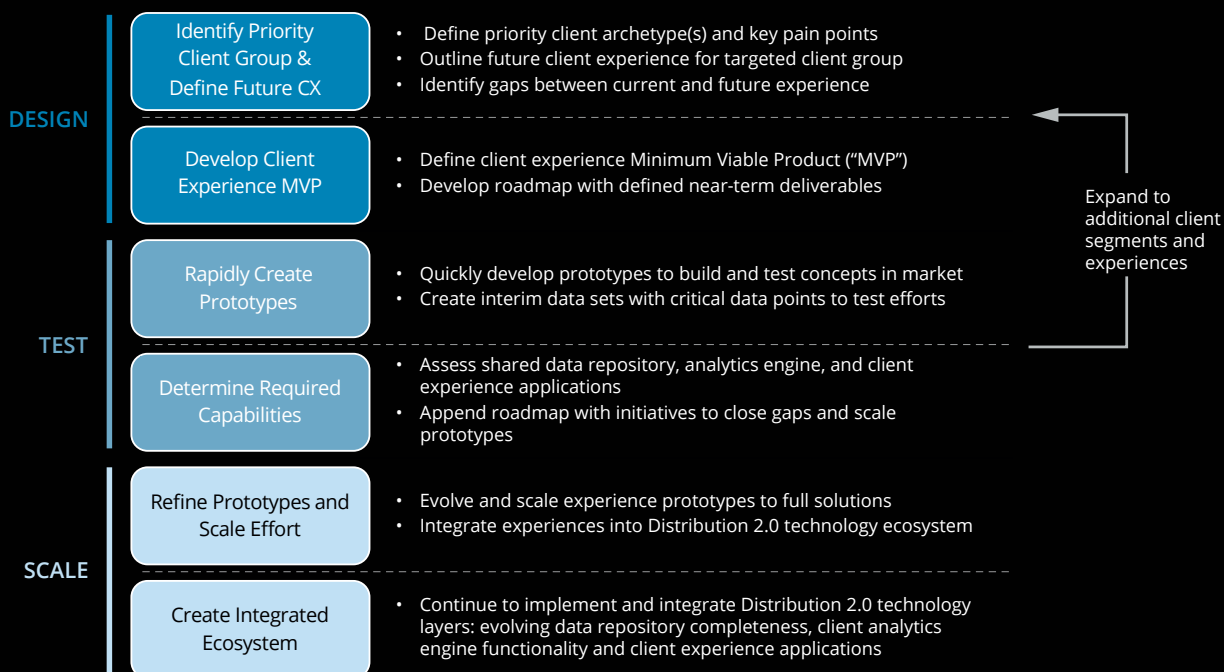 DESIGN
Identify Priority
Client Group &
Define Future CX
• Define priority client archetype(s) and key pain points
• Outline future client experience for targeted client group
• Identify gaps between current and future experience
Develop Client
Experience MVP
• Define client experience Minimum Viable Product (“MVP”)
• Develop roadmap with defined near-term deliverables
TEST
Rapidly Create
Prototypes
• Quickly develop prototypes to build and test concepts in market
• Create interim data sets with critical data points to test efforts
Determine Required
Capabilities
• Assess shared data repository, analytics engine, and client
experience applications
• Append roadmap with initiatives to close gaps and scale
prototypes
SCALE
Refine Prototypes and
Scale Effort
• Evolve and scale experience prototypes to full solutions
• Integrate experiences into Distribution 2.0 technology ecosystem
Create Integrated
Ecosystem
• Continue to implement and integrate Distribution 2.0 technology
layers: evolving data repository completeness, client analytics
engine functionality and client experience applications
Expand to
additional client
segments and
experiences